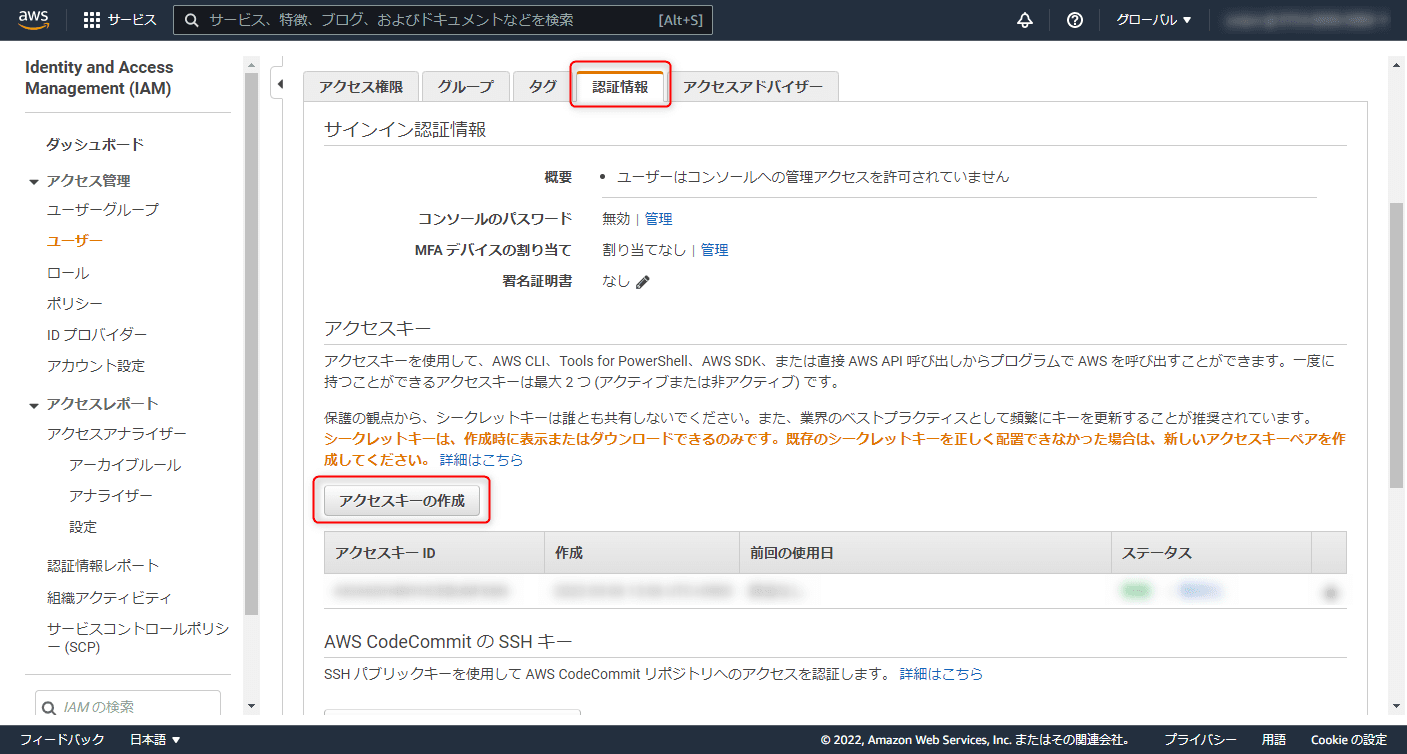 aws
サービス
サービス、特徴、ブログ、およびドキュメントなどを検索 [Alt+S]
グローバル ▼
Identity and Access
Management (IAM)
ダッシュボード
アクセス管理
ユーザーグループ
ユーザー
ロール
ポリシー
ID プロバイダー
アカウント設定
アクセスレポート
アクセスアナライザー
アーカイブルール
アナライザー
設定
認証情報レポート
組織アクティビティ
サービスコントロールポリシ
ー (SCP)
IAM の検索
アクセス権限 グループ タグ 認証情報 アクセスアドバイザー
サインイン認証情報
概要 • ユーザーはコンソールへの管理アクセスを許可されていません
コンソールのパスワード 無効 | 管理
MFA デバイスの割り当て 割り当てなし | 管理
署名証明書 なし
アクセスキー
アクセスキーを使用して、AWS CLI、Tools for PowerShell、AWS SDK、または直接 AWS API 呼び出しからプログラムで AWS を呼び出すことができます。一度に
持つことができるアクセスキーは最大 2 つ (アクティブまたは非アクティブ) です。
保護の観点から、シークレットキーは誰とも共有しないでください。また、業界のベストプラクティスとして頻繁にキーを更新することが推奨されています。
シークレットキーは、作成時に表示またはダウンロードできるのみです。既存のシークレットキーを正しく配置できなかった場合は、新しいアクセスキーペアを作
成してください。 詳細はこちら
アクセスキーの作成
アクセスキー ID 作成 前回の使用日 ステータス
AWS CodeCommit の SSH キー
SSH パブリックキーを使用して AWS CodeCommit リポジトリへのアクセスを認証します。 詳細はこちら
フィードバック 日本語 ▼ © 2022, Amazon Web Services, Inc. またはその関連会社。 プライバシー 用語 Cookie の設定